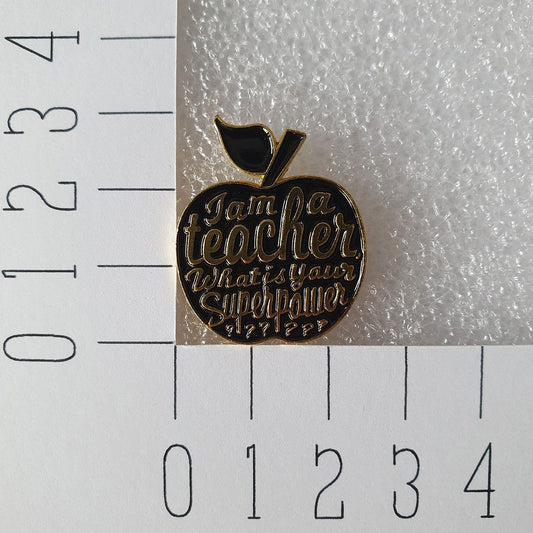 4
3
2
1
0
I am a
teacher,
What is Your
Superpower
??????
0 1 2 3 4